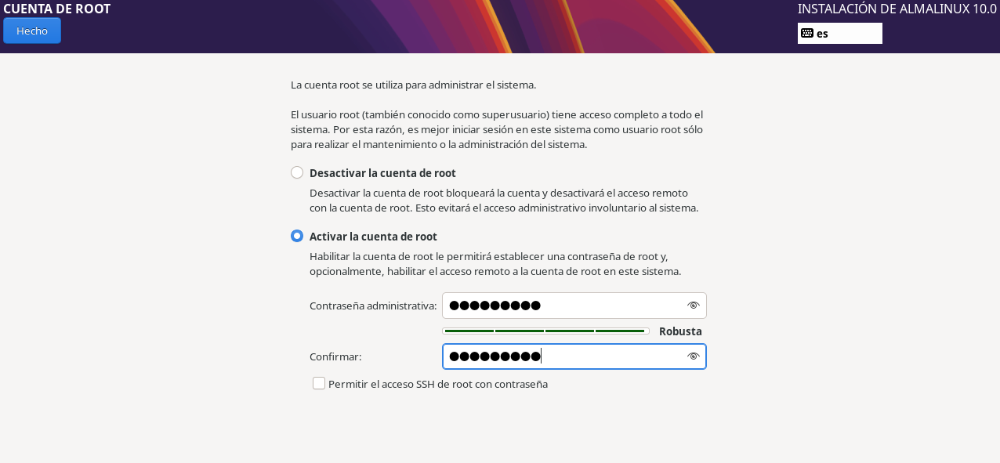 CUENTA DE ROOT
INSTALACIÓN DE ALMALINUX 10.0
Hecho
es
La cuenta root se utiliza para administrar el sistema.
El usuario root (también conocido como superusuario) tiene acceso completo a todo el
sistema. Por esta razón, es mejor iniciar sesión en este sistema como usuario root sólo
para realizar el mantenimiento o la administración del sistema.
Desactivar la cuenta de root
Desactivar la cuenta de root bloqueará la cuenta y desactivará el acceso remoto
con la cuenta de root. Esto evitará el acceso administrativo involuntario al sistema.
Activar la cuenta de root
Habilitar la cuenta de root le permitirá establecer una contraseña de root y,
opcionalmente, habilitar el acceso remoto a la cuenta de root en este sistema.
Contraseña administrativa: ●●●●●●●●●
Robusta
Confirmar: ●●●●●●●●●
Permitir el acceso SSH de root con contraseña